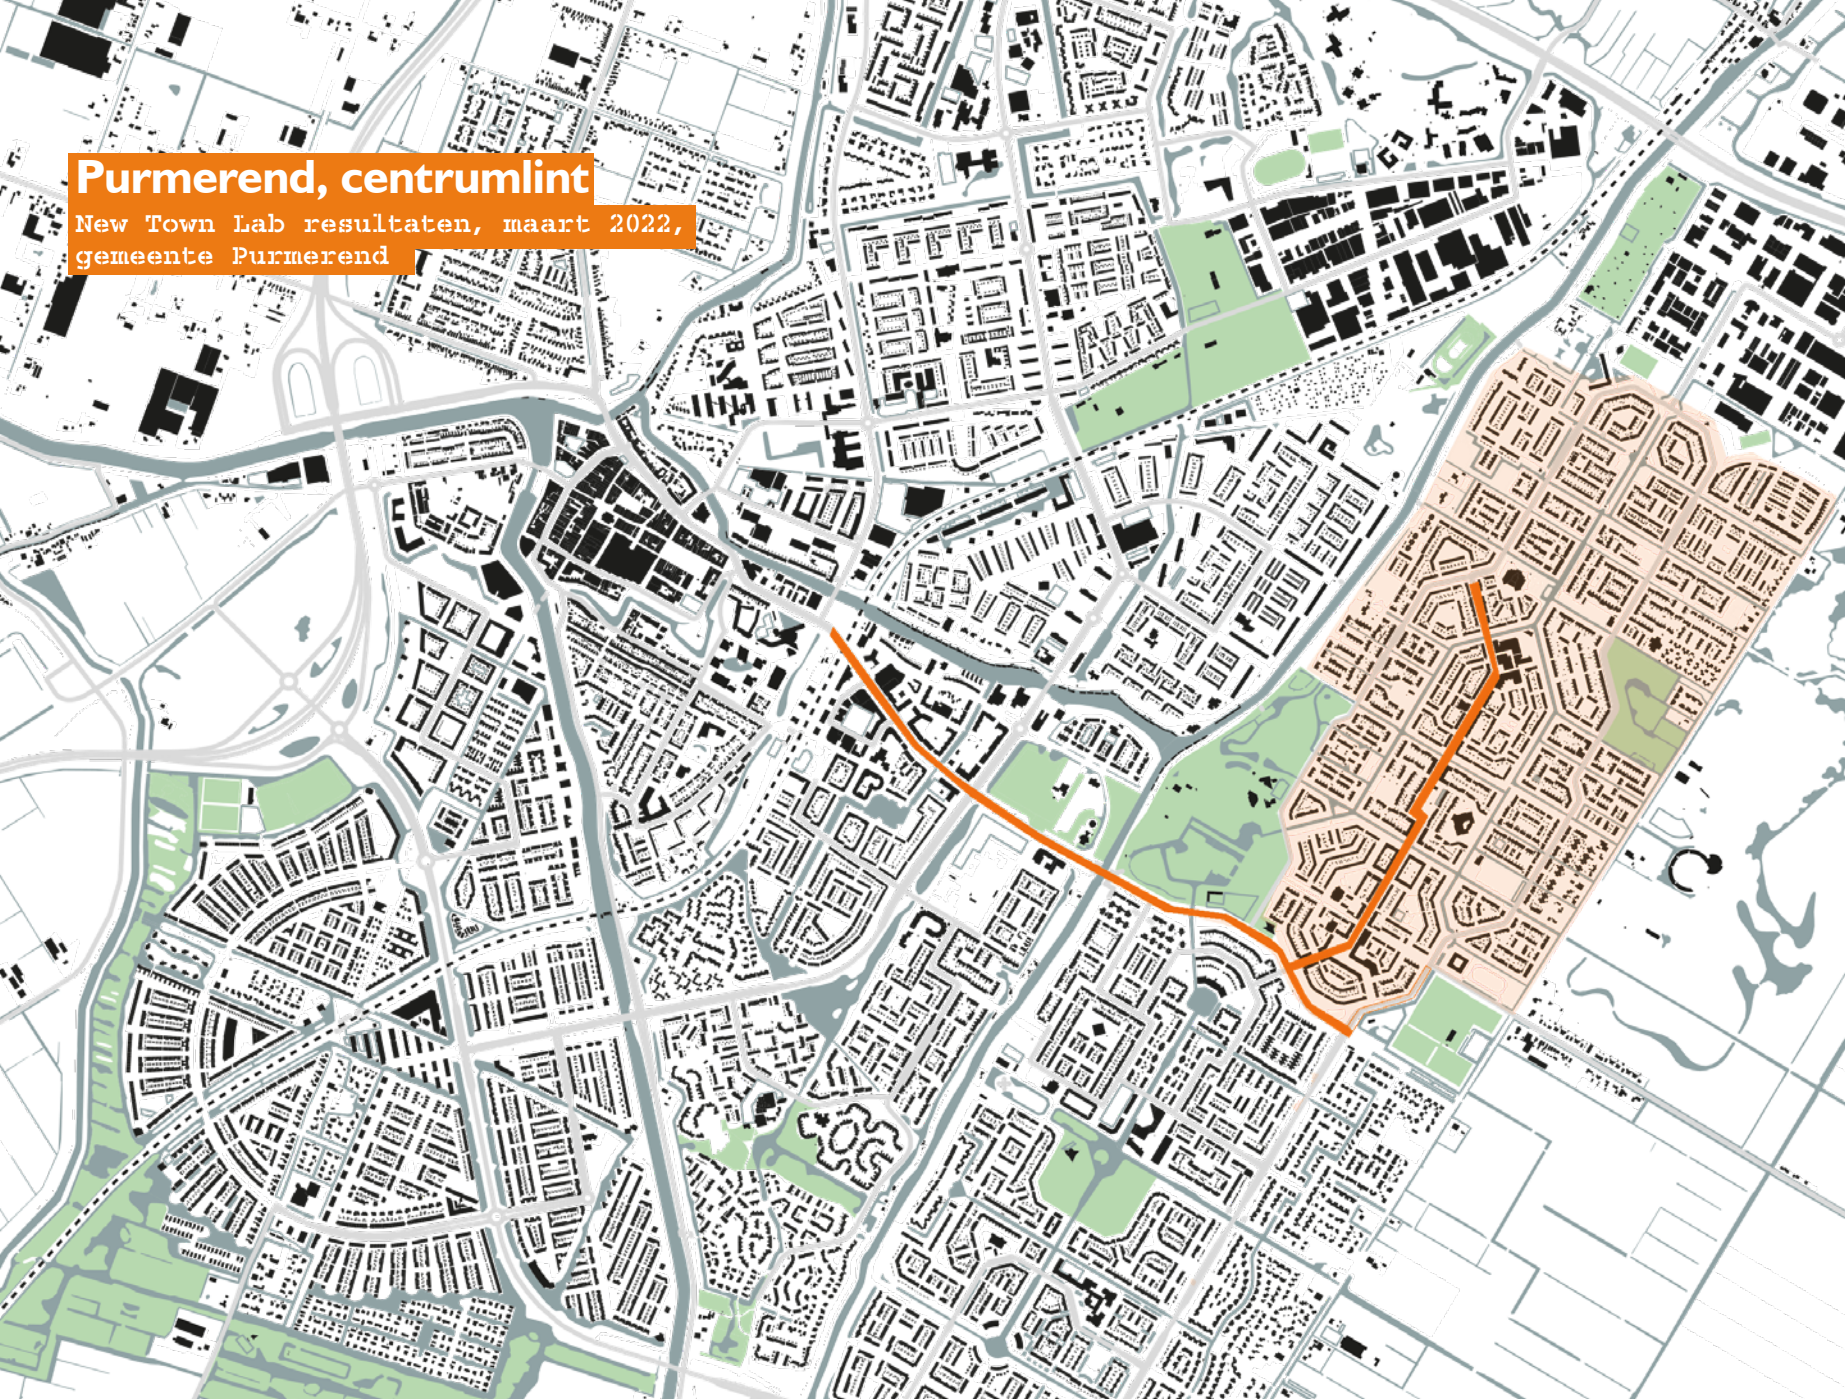 Purmerend, centrumlint
New Town Lab resultaten, maart 2022,
gemeente Purmerend